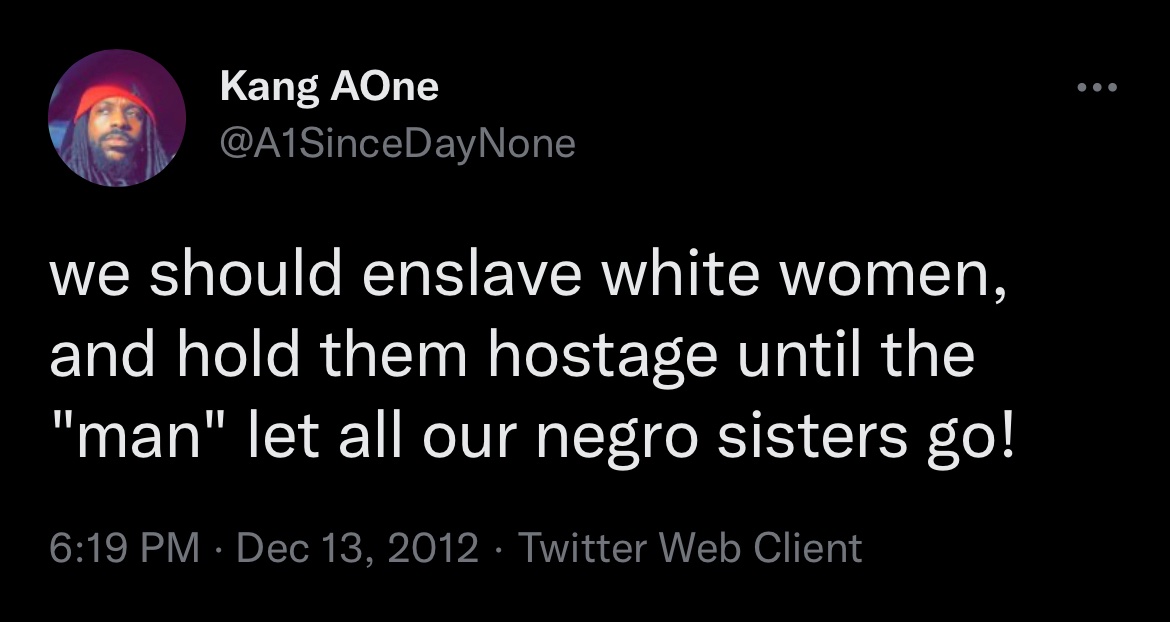 Kang AOne
@A1SinceDayNone
we should enslave white women,
and hold them hostage until the
"man" let all our negro sisters go!
6:19 PM · Dec 13, 2012 · Twitter Web Client